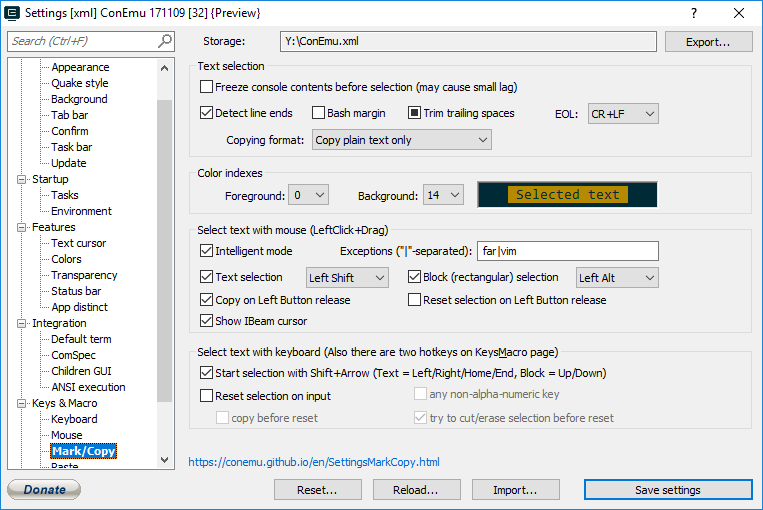 Settings [xml] ConEmu 171109 [32] {Preview}
?
Search (Ctrl+F)
Storage:
Y:\ConEmu.xml
Export...
Appearance
Quake style
Background
Tab bar
Confirm
Task bar
Update
Startup
Tasks
Environment
Features
Text cursor
Colors
Transparency
Status bar
App distinct
Integration
Default term
ComSpec
Children GUI
ANSI execution
Keys & Macro
Keyboard
Mouse
Mark/Copy
Paste
Text selection
Freeze console contents before selection (may cause small lag)
Detect line ends
Bash margin
Trim trailing spaces
EOL:
CR+LF
Copying format:
Copy plain text only
Color indexes
Foreground:
0
Background:
14
Selected text
Select text with mouse (LeftClick+Drag)
Intelligent mode
Exceptions ("|"-separated):
far|vim
Text selection
Left Shift
Block (rectangular) selection
Left Alt
Copy on Left Button release
Reset selection on Left Button release
Show IBeam cursor
Select text with keyboard (Also there are two hotkeys on KeysMacro page)
Start selection with Shift+Arrow (Text = Left/Right/Home/End, Block = Up/Down)
Reset selection on input
any non-alpha-numeric key
copy before reset
try to cut/erase selection before reset
https://conemu.github.io/en/SettingsMarkCopy.html
Donate
Reset...
Reload...
Import...
Save settings